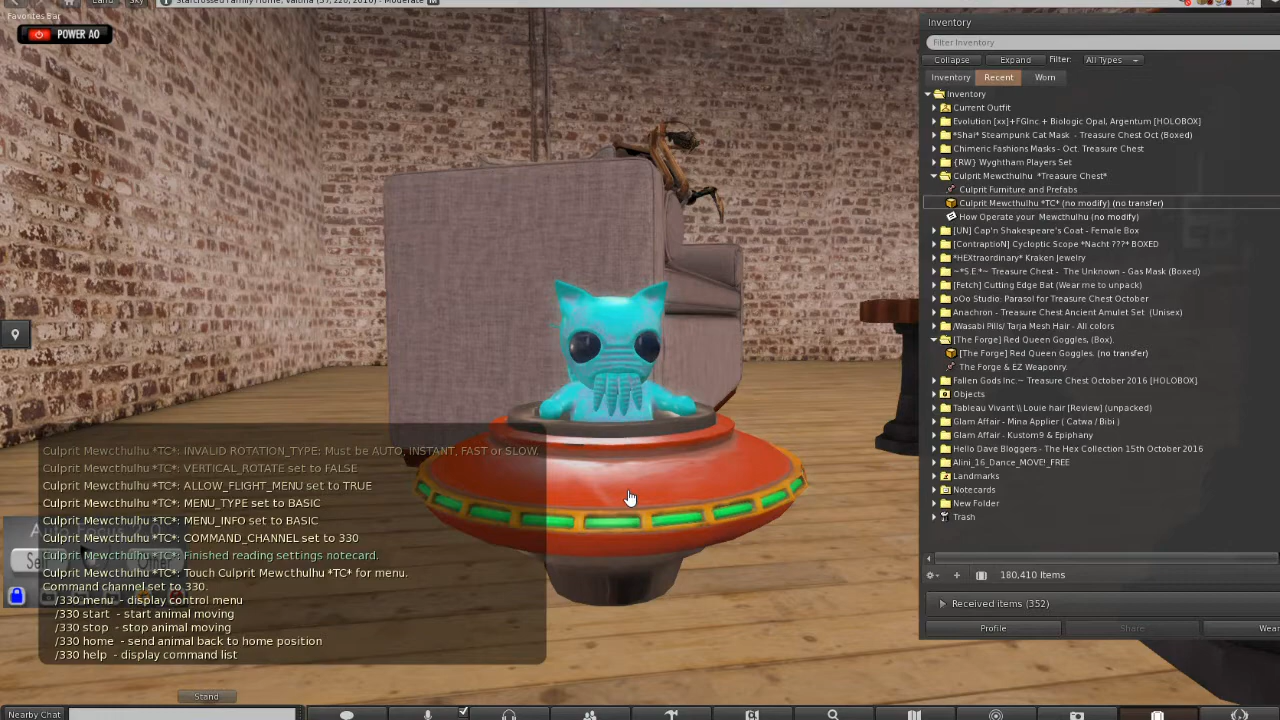 Land
Sky
Starcrossed Family Home, Valdna (57, 220, 2010) - Moderate
Favorites Bar
POWER AO
Inventory
Filter Inventory
Collapse Expand Filter: All Types
Inventory Recent Worn
Inventory
Current Outfit
Evolution [xx]+FGInc.+ Biologic Opal, Argentum [HOLOBOX]
*Shai* Steampunk Cat Mask - Treasure Chest Oct (Boxed)
Chimeric Fashions Masks - Oct. Treasure Chest
{RW} Wyghtham Players Set
Culprit Mewcthulhu *Treasure Chest*
Culprit Furniture and Prefabs
Culprit Mewcthulhu *TC* (no modify) (no transfer)
How Operate your Mewcthulhu (no modify)
[UN] Cap'n Shakespeare's Coat - Female Box
[ContraptioN] Cycloptic Scope *Nacht ???* BOXED
*HEXtraordinary* Kraken Jewelry
~*S.E.*~ Treasure Chest - The Unknown - Gas Mask (Boxed)
[Fetch] Cutting Edge Bat (Wear me to unpack)
oOo Studio: Parasol for Treasure Chest October
Anachron - Treasure Chest Ancient Amulet Set (Unisex)
/Wasabi Pills/ Tarja Mesh Hair - All colors
[The Forge] Red Queen Goggles, (Box).
[The Forge] Red Queen Goggles. (no transfer)
The Forge & EZ Weaponry.
Fallen Gods Inc.~ Treasure Chest October 2016 [HOLOBOX]
Objects
Tableau Vivant \\ Louie hair [Review] (unpacked)
Glam Affair - Mina Applier ( Catwa / Bibi )
Glam Affair - Kustom9 & Epiphany
Hello Dave Bloggers - The Hex Collection 15th October 2016
Alini_16_Dance_MOVE!_FREE
Landmarks
Notecards
New Folder
Trash
180,410 Items
Received items (352)
Profile Share Wear
Culprit Mewcthulhu *TC*: INVALID ROTATION_TYPE: Must be AUTO, INSTANT, FAST or SLOW.
Culprit Mewcthulhu *TC*: VERTICAL_ROTATE set to FALSE
Culprit Mewcthulhu *TC*: ALLOW_FLIGHT_MENU set to TRUE
Culprit Mewcthulhu *TC*: MENU_TYPE set to BASIC
Culprit Mewcthulhu *TC*: MENU_INFO set to BASIC
Culprit Mewcthulhu *TC*: COMMAND_CHANNEL set to 330
Culprit Mewcthulhu *TC*: Finished reading settings notecard.
Culprit Mewcthulhu *TC*: Touch Culprit Mewcthulhu *TC* for menu.
Command channel set to 330.
/330 menu - display control menu
/330 start - start animal moving
/330 stop - stop animal moving
/330 home - send animal back to home position
/330 help - display command list
Stand
Nearby Chat